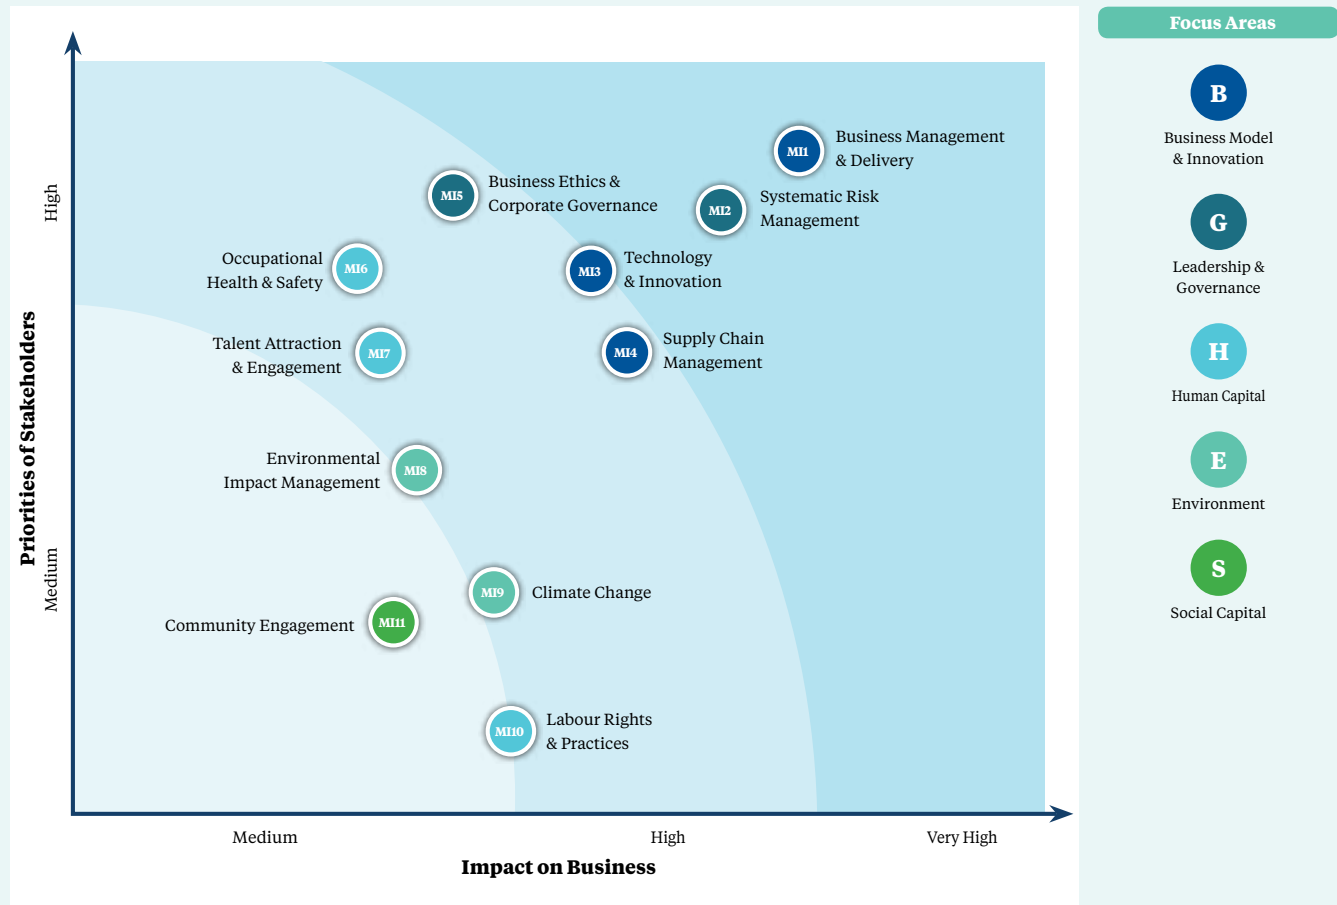 Focus Areas
B
Business Model
& Innovation
G
Leadership &
Governance
H
Human Capital
E
Environment
S
Social Capital
Priorities of Stakeholders
High
Medium
MI1
Business Management
& Delivery
MI5
Business Ethics &
Corporate Governance
MI2
Systematic Risk
Management
Occupational
Health & Safety
MI6
MI3
Technology
& Innovation
Talent Attraction
& Engagement
MI7
MI4
Supply Chain
Management
Environmental
Impact Management
MI8
MI9
Climate Change
Community Engagement
MI11
MI10
Labour Rights
& Practices
Medium
High
Very High
Impact on Business